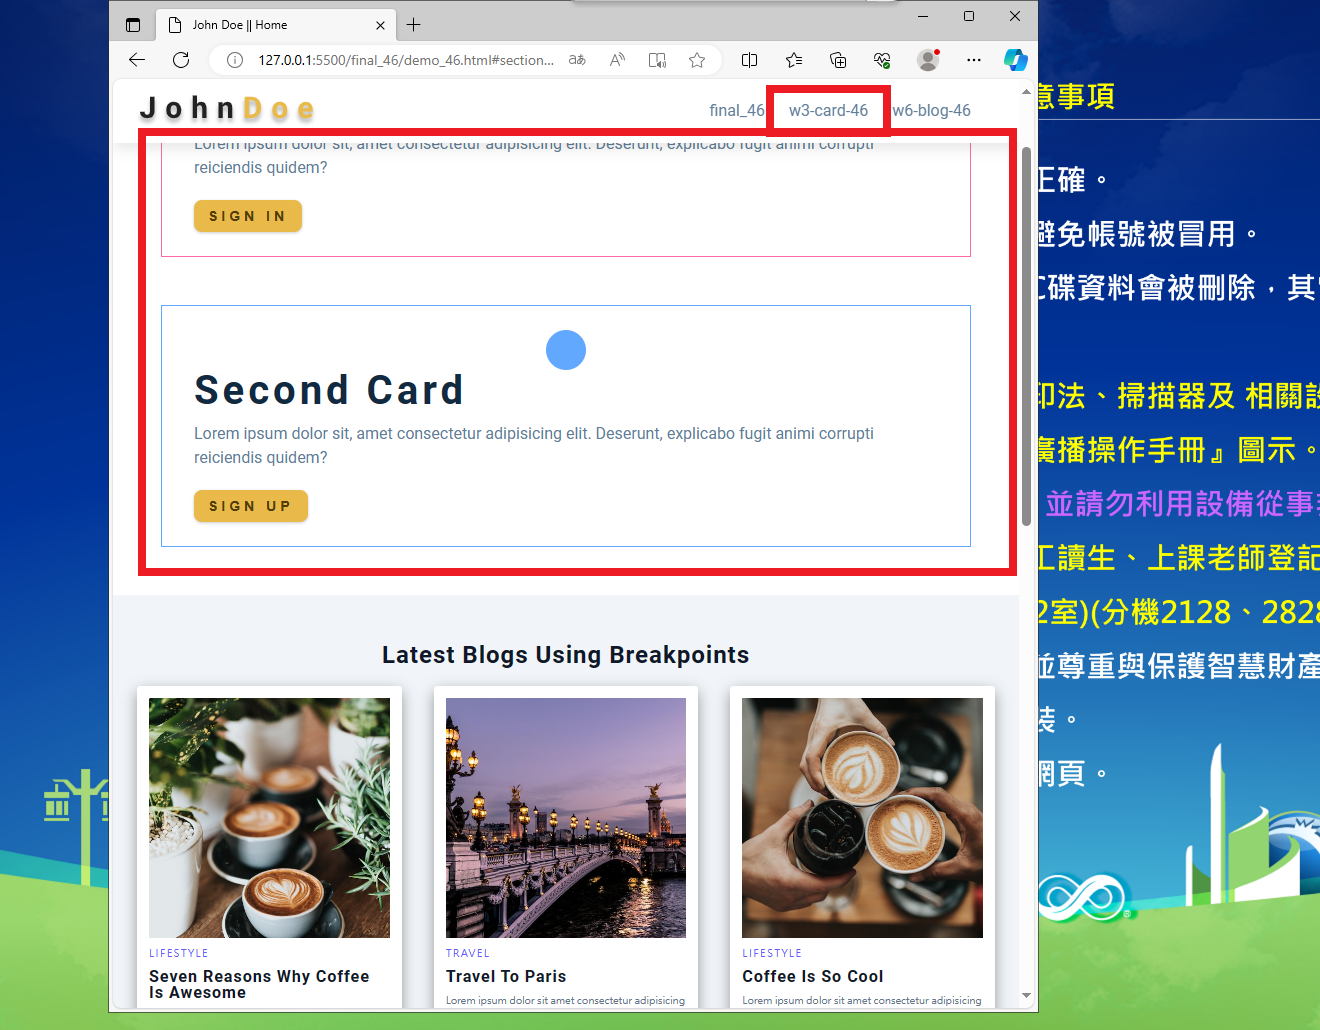 John Doe || Home
127.0.0.1:5500/final_46/demo_46.html#section...
JohnDoe
final_46
w3-card-46
w6-blog-46
Lorem ipsum dolor sit, amet consectetur adipisicing elit. Deserunt, explicabo fugit animi corrupti
reiciendis quidem?
SIGN IN
Second Card
Lorem ipsum dolor sit, amet consectetur adipisicing elit. Deserunt, explicabo fugit animi corrupti
reiciendis quidem?
SIGN UP
Latest Blogs Using Breakpoints
LIFESTYLE
Seven Reasons Why Coffee
Is Awesome
TRAVEL
Travel To Paris
Lorem ipsum dolor sit amet consectetur adipisicing
LIFESTYLE
Coffee Is So Cool
Lorem ipsum dolor sit amet consectetur adipisicing
意事項
正確。
避免帳號被冒用。
C碟資料會被刪除，其
印法、掃描器及 相關設
廣播操作手冊』圖示。
並請勿利用設備從事
工讀生、上課老師登記
2室)(分機2128、2828
並尊重與保護智慧財產
裝。
網頁。